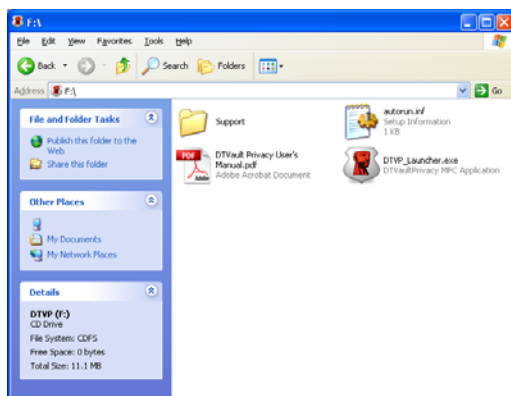 F:\
File Edit View Favorites Tools Help
Back Search Folders
Address F:\ Go
File and Folder Tasks
Publish this folder to the
Web
Share this folder
Other Places
My Documents
My Network Places
Details
DTVP (F:)
CD Drive
File System: CDFS
Free Space: 0 bytes
Total Size: 11.1 MB
Support
autorun.inf
Setup Information
1 KB
PDF
Adobe
DTVault Privacy User's
Manual.pdf
Adobe Acrobat Document
DTVP_Launcher.exe
DTVaultPrivacy MFC Application